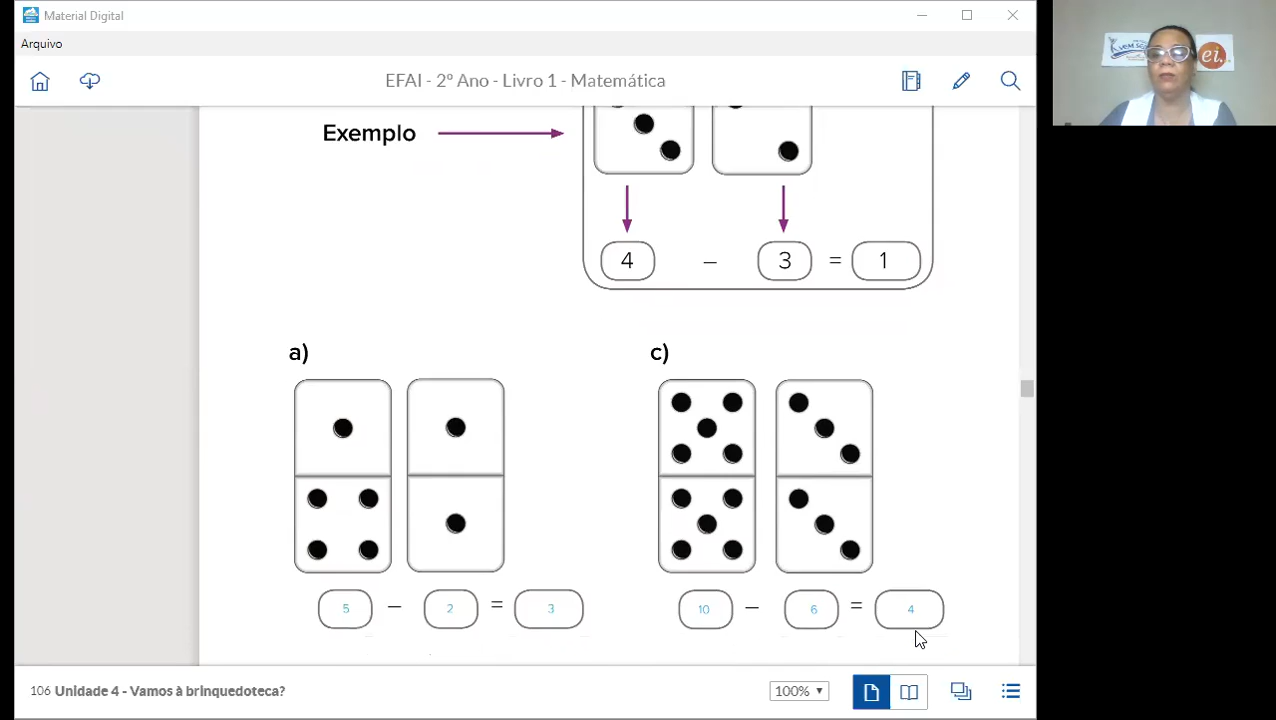 Material Digital
Arquivo
EFAI - 2º Ano - Livro 1 - Matemática
ei.
Exemplo
4 – 3 = 1
a)
c)
5 – 2 = 3
10 – 6 = 4
106 Unidade 4 - Vamos à brinquedoteca?
100% ▼